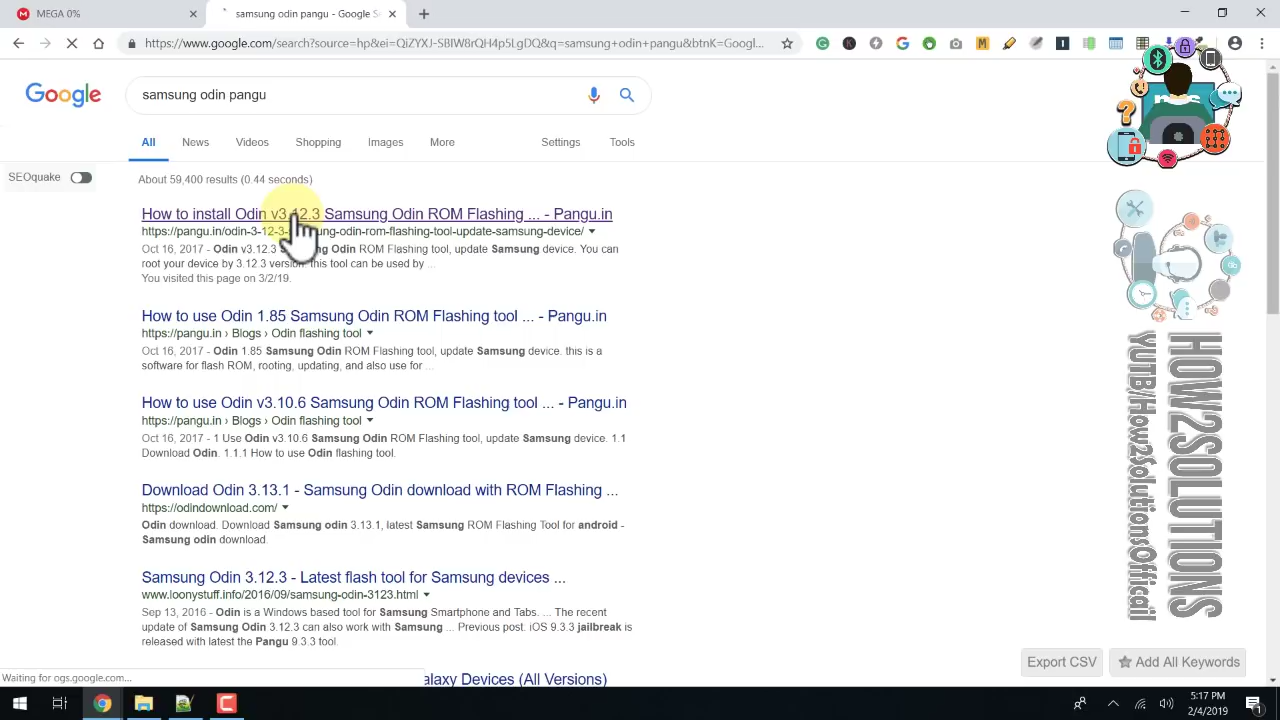 MEGA 0%
samsung odin pangu - Google S
https://www.google.com/search?source=hp&ei=QiZYXJ-SBIW8rQH4p5LgDQ&q=samsung+odin+pangu&btnK=Googl...
Google
samsung odin pangu
All
News
Videos
Shopping
Images
More
Settings
Tools
SEOquake
About 59,400 results (0.44 seconds)
How to install Odin v3.12.3 Samsung Odin ROM Flashing ... - Pangu.in
https://pangu.in/odin-3-12-3-samsung-odin-rom-flashing-tool-update-samsung-device/
Oct 16, 2017 - Odin v3.12.3 Samsung Odin ROM Flashing tool, update Samsung device. You can
root your device by 3.12.3 version. this tool can be used by ...
You visited this page on 3/2/19.
How to use Odin 1.85 Samsung Odin ROM Flashing tool ... - Pangu.in
https://pangu.in › Blogs › Odin flashing tool
Oct 16, 2017 - Odin 1.85 Samsung Odin ROM Flashing tool, update Samsung device. this is a
software for flash ROM, rooting, updating, and also use for ...
How to use Odin v3.10.6 Samsung Odin ROM Flashing tool ... - Pangu.in
https://pangu.in › Blogs › Odin flashing tool
Oct 16, 2017 - 1 Use Odin v3.10.6 Samsung Odin ROM Flashing tool, update Samsung device. 1.1
Download Odin. 1.1.1 How to use Odin flashing tool.
Download Odin 3.13.1 - Samsung Odin download with ROM Flashing ...
https://odindownload.com/
Odin download. Download Samsung odin 3.13.1, latest Samsung ROM Flashing Tool for android -
Samsung odin download.
Samsung Odin 3.12.3 - Latest flash tool for Samsung devices ...
www.loonystuff.info/2016/09/samsung-odin-3123.html
Sep 13, 2016 - Odin is a Windows based tool for Samsung Smartphone and Tabs. ... The recent
update of Samsung Odin 3.12.3 can also work with Samsung ... Previous post. iOS 9.3.3 jailbreak is
released with latest the Pangu 9.3.3 tool.
alaxy Devices (All Versions)
Waiting for ogs.google.com...
HOW2SOLUTIONS
YUTB/How2SolutionsOfficail
Export CSV
Add All Keywords
5:17 PM
2/4/2019